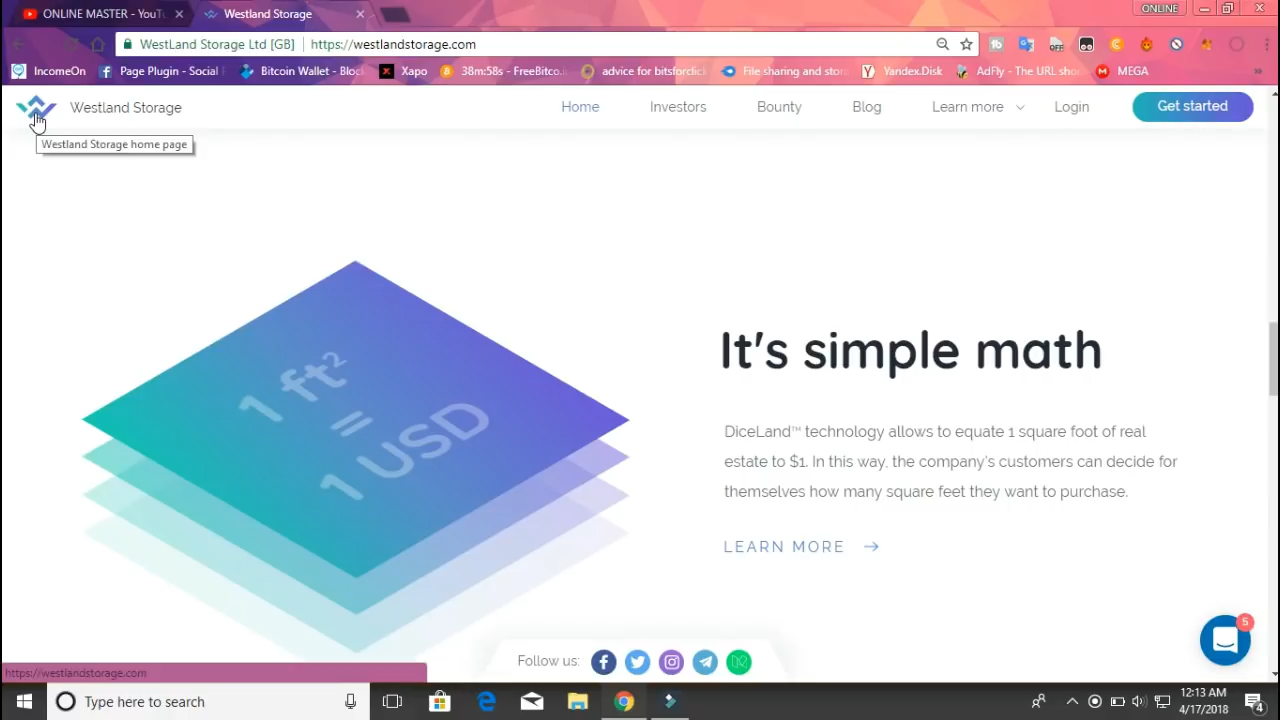 ONLINE MASTER - YouTu
Westland Storage
ONLINE
WestLand Storage Ltd [GB]
https://westlandstorage.com
OFF
IncomeOn
Page Plugin - Social
Bitcoin Wallet - Block
Xapo
38m:58s - FreeBitco.i
advice for bitsforclick
File sharing and stora
Yandex.Disk
AdFly - The URL shor
MEGA
Westland Storage
Home
Investors
Bounty
Blog
Learn more
Login
Get started
Westland Storage home page
1 ft²
=
1 USD
It's simple math
DiceLand™ technology allows to equate 1 square foot of real
estate to $1. In this way, the company's customers can decide for
themselves how many square feet they want to purchase.
LEARN MORE
5
Follow us:
https://westlandstorage.com
Type here to search
12:13 AM
4/17/2018
4